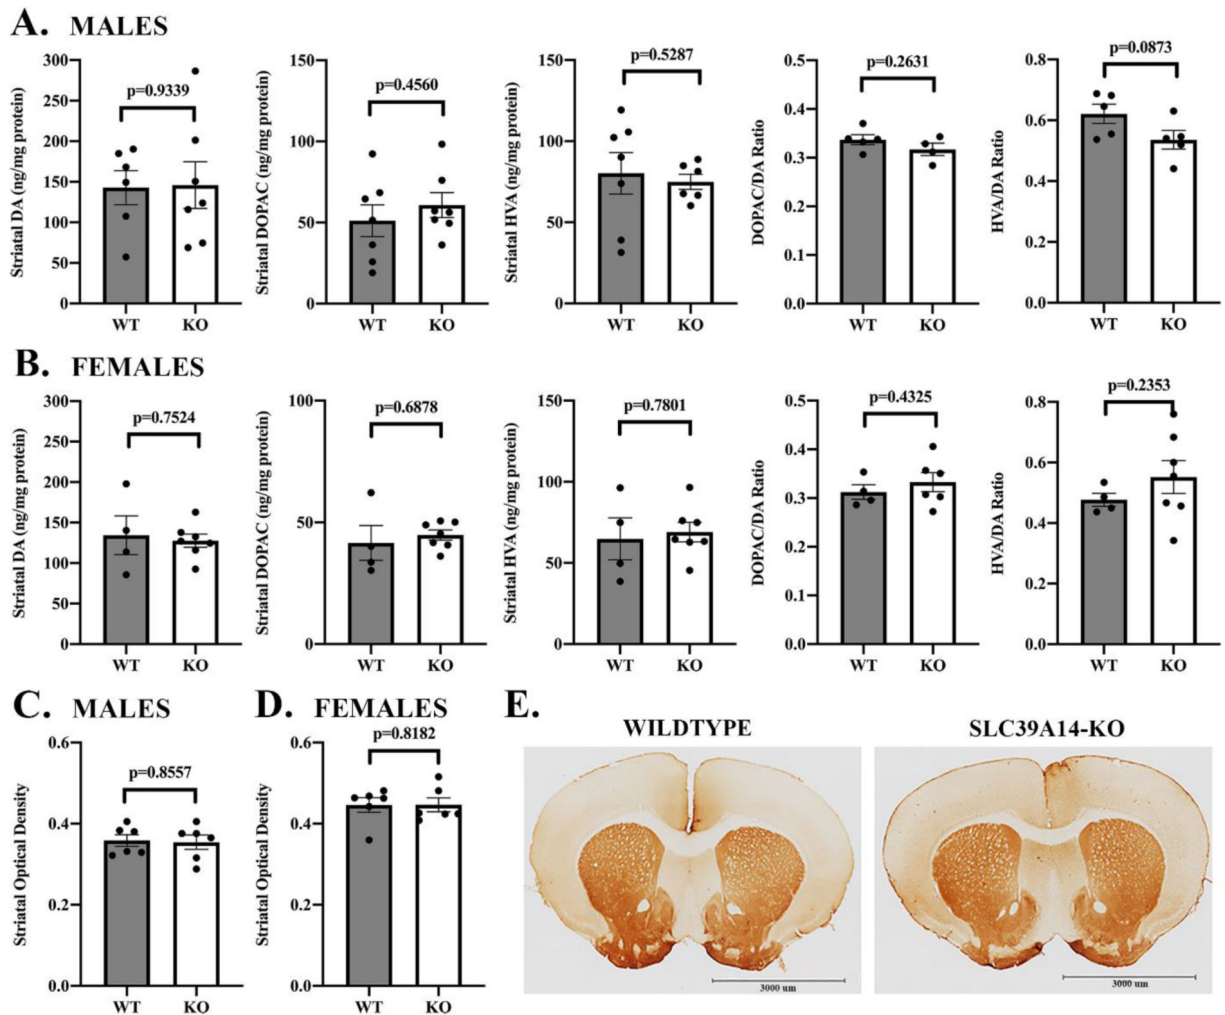 A. MALES
Striatal DA (ng/mg protein)
300
250
200
150
100
50
0
p=0.9339
WT
KO
Striatal DOPAC (ng/mg protein)
150
100
50
0
p=0.4560
WT
KO
Striatal HVA (ng/mg protein)
150
100
50
0
p=0.5287
WT
KO
DOPAC/DA Ratio
0.5
0.4
0.3
0.2
0.1
0.0
p=0.2631
WT
KO
HVA/DA Ratio
0.8
0.6
0.4
0.2
0.0
p=0.0873
WT
KO
B. FEMALES
Striatal DA (ng/mg protein)
300
250
200
150
100
50
0
p=0.7524
WT
KO
Striatal DOPAC (ng/mg protein)
100
50
0
p=0.6878
WT
KO
Striatal HVA (ng/mg protein)
150
100
50
0
p=0.7801
WT
KO
DOPAC/DA Ratio
0.5
0.4
0.3
0.2
0.1
0.0
p=0.4325
WT
KO
HVA/DA Ratio
0.8
0.6
0.4
0.2
0.0
p=0.2353
WT
KO
C. MALES
Striatal Optical Density
0.6
0.4
0.2
0.0
p=0.8557
WT
KO
D. FEMALES
Striatal Optical Density
0.6
0.4
0.2
0.0
p=0.8182
WT
KO
E.
WILDTYPE
3000 um
SLC39A14-KO
3000 um